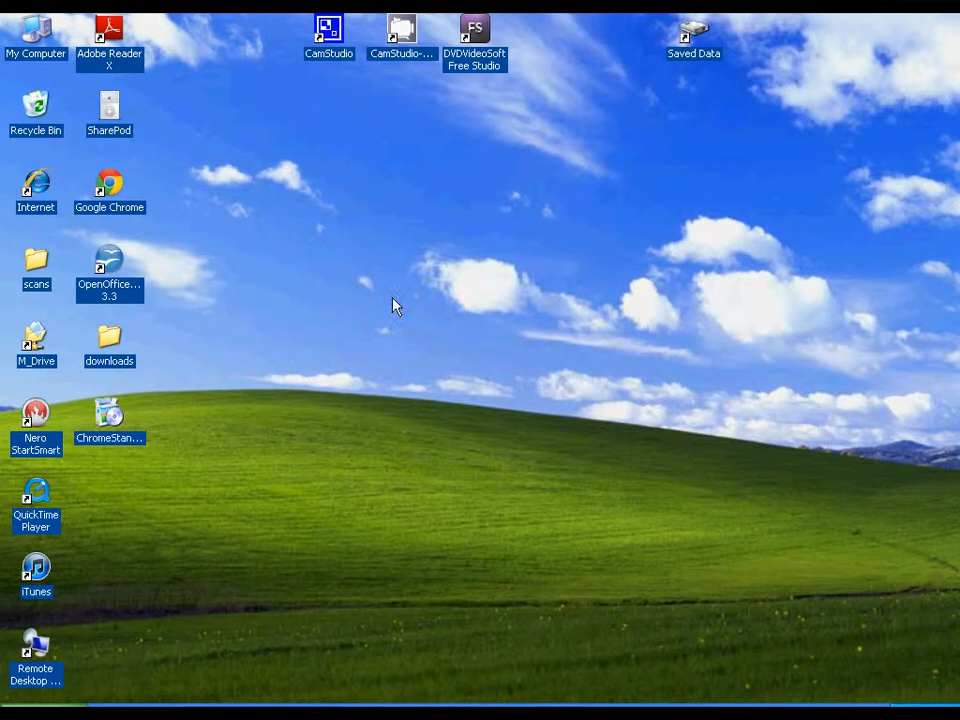 My Computer
Adobe Reader
X
CamStudio
CamStudio-...
FS
DVDVideoSoft
Free Studio
Saved Data
Recycle Bin
SharePod
Internet
Google Chrome
scans
OpenOffice...
3.3
M_Drive
downloads
Nero
StartSmart
ChromeStan...
QuickTime
Player
iTunes
Remote
Desktop ...